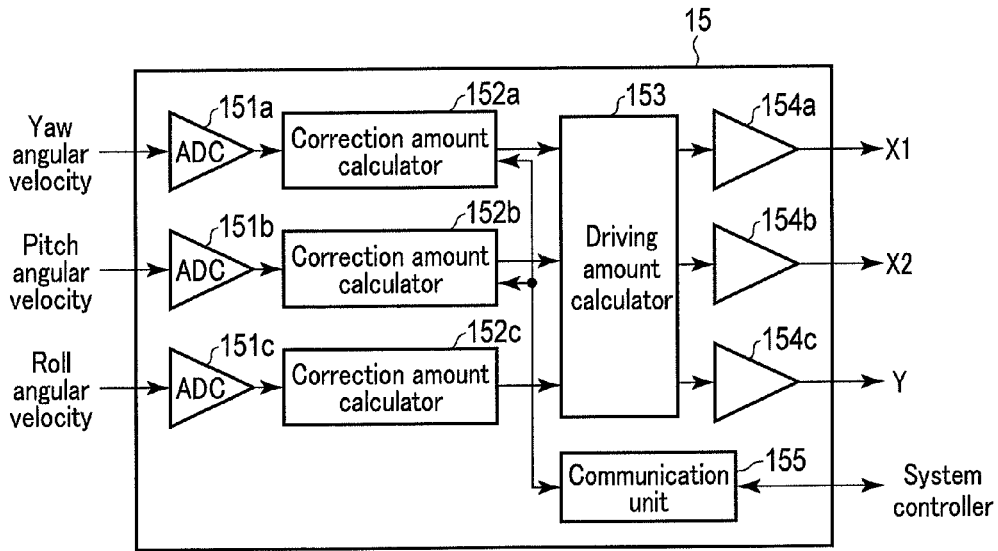 15
Yaw
angular
velocity
151a
ADC
152a
Correction amount
calculator
153
Driving
amount
calculator
154a
X1
Pitch
angular
velocity
151b
ADC
152b
Correction amount
calculator
154b
X2
Roll
angular
velocity
151c
ADC
152c
Correction amount
calculator
154c
Y
Communication
unit
155
System
controller